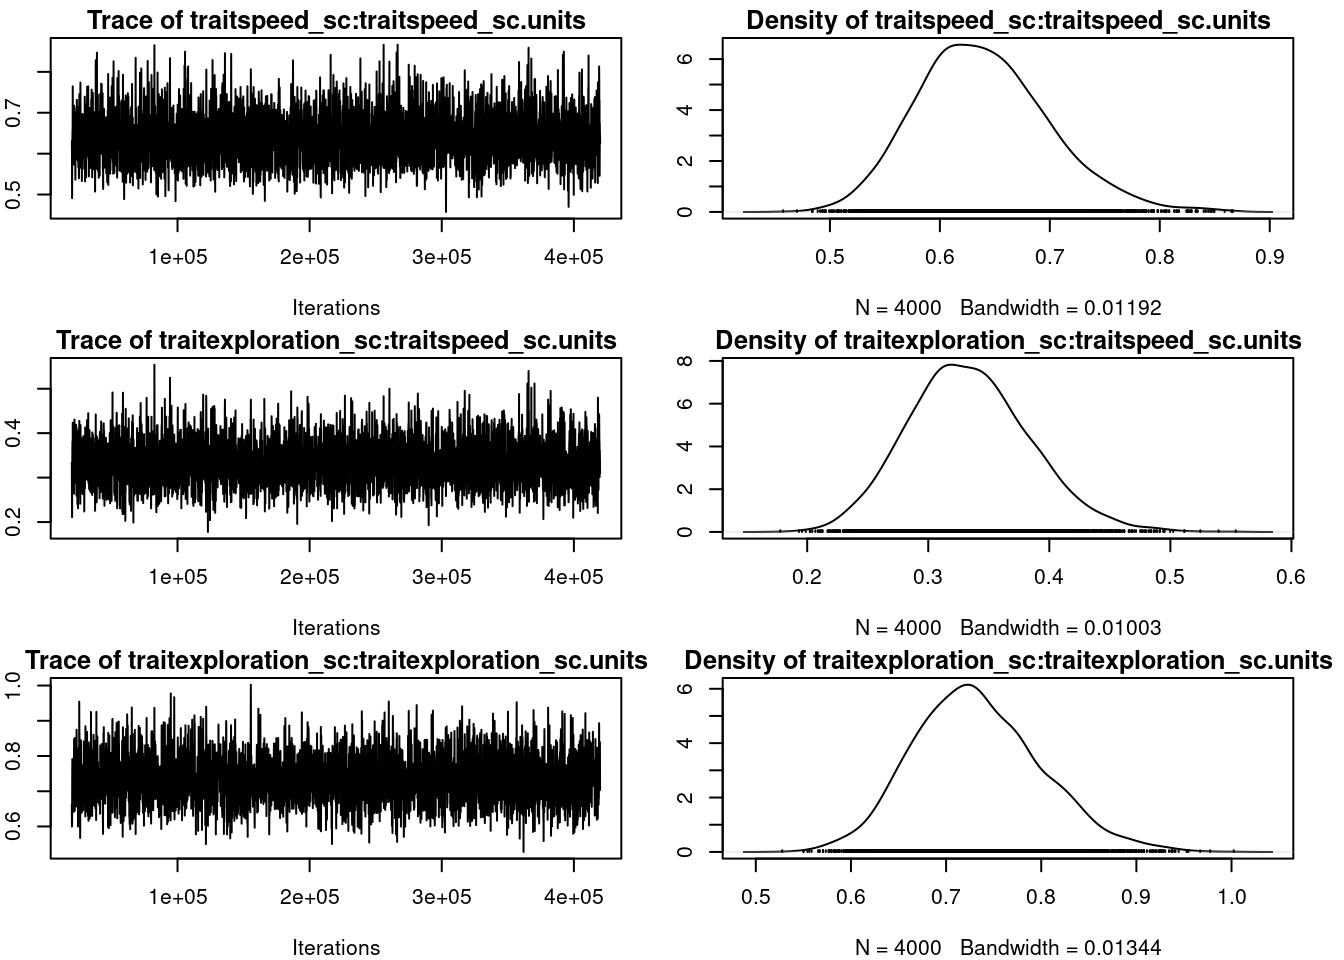 Trace of traitspeed_sc:traitspeed_sc.units
0.5 0.7
1e+05 2e+05 3e+05 4e+05
Iterations
Density of traitspeed_sc:traitspeed_sc.units
0 2 4 6
0.5 0.6 0.7 0.8 0.9
N = 4000 Bandwidth = 0.01192
Trace of traitexploration_sc:traitspeed_sc.units
0.2 0.4
1e+05 2e+05 3e+05 4e+05
Iterations
Density of traitexploration_sc:traitspeed_sc.units
0 2 4 6 8
0.2 0.3 0.4 0.5 0.6
N = 4000 Bandwidth = 0.01003
Trace of traitexploration_sc:traitexploration_sc.units
0.6 0.8 1.0
1e+05 2e+05 3e+05 4e+05
Iterations
Density of traitexploration_sc:traitexploration_sc.units
0 2 4 6
0.5 0.6 0.7 0.8 0.9 1.0
N = 4000 Bandwidth = 0.01344